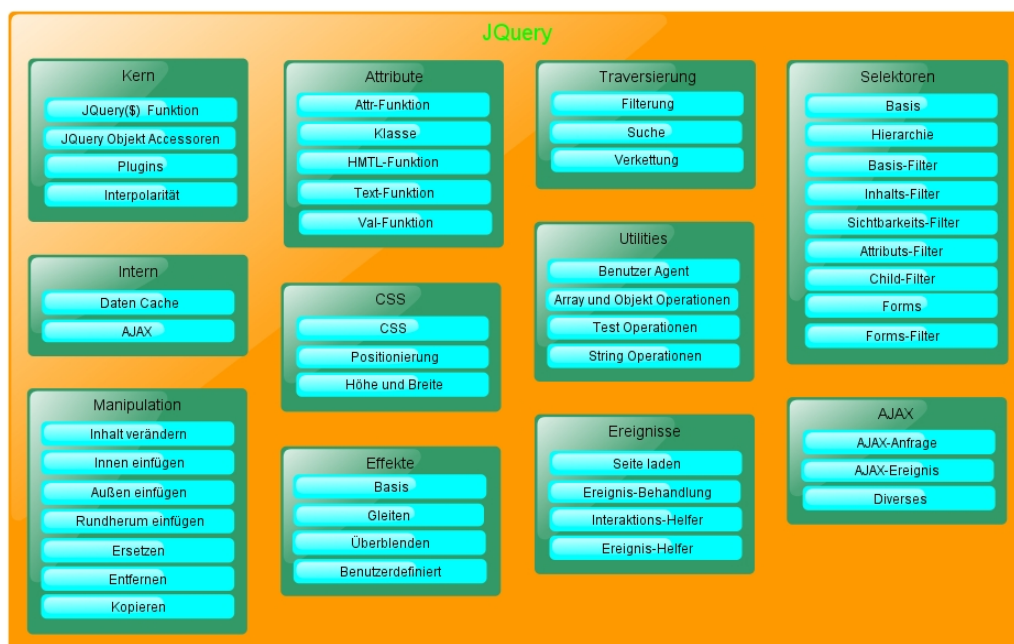 JQuery
Kern
JQuery($) Funktion
JQuery Objekt Accessoren
Plugins
Interpolarität
Intern
Daten Cache
AJAX
Manipulation
Inhalt verändern
Innen einfügen
Außen einfügen
Rundherum einfügen
Ersetzen
Entfernen
Kopieren
Attribute
Attr-Funktion
Klasse
HMTL-Funktion
Text-Funktion
Val-Funktion
CSS
CSS
Positionierung
Höhe und Breite
Effekte
Basis
Gleiten
Überblenden
Benutzerdefiniert
Traversierung
Filterung
Suche
Verkettung
Utilities
Benutzer Agent
Array und Objekt Operationen
Test Operationen
String Operationen
Ereignisse
Seite laden
Ereignis-Behandlung
Interaktions-Helfer
Ereignis-Helfer
Selektoren
Basis
Hierarchie
Basis-Filter
Inhalts-Filter
Sichtbarkeits-Filter
Attributs-Filter
Child-Filter
Forms
Forms-Filter
AJAX
AJAX-Anfrage
AJAX-Ereignis
Diverses